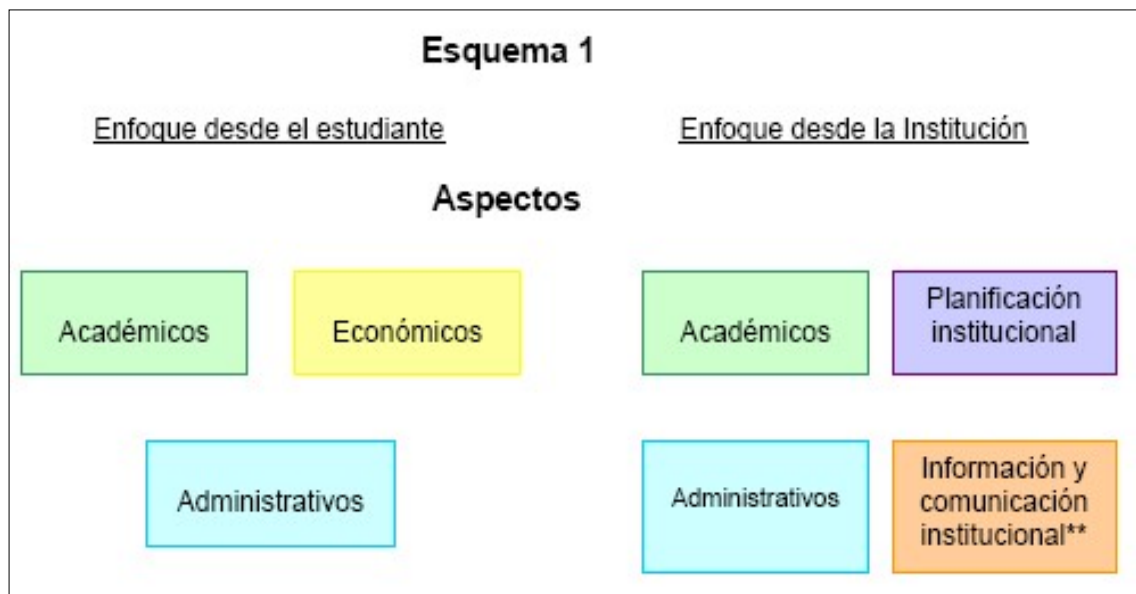 Esquema 1
Enfoque desde el estudiante
Enfoque desde la Institución
Aspectos
Académicos
Económicos
Académicos
Planificación
institucional
Administrativos
Administrativos
Información y
comunicación
institucional**